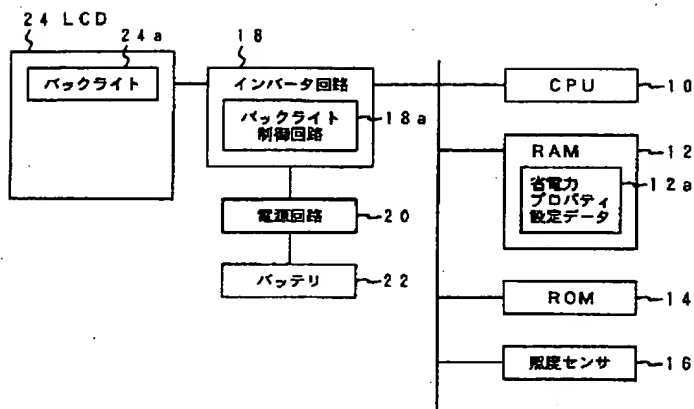 24 LCD
24a
バックライト
18
インバータ回路
バックライト
制御回路
18a
電源回路
20
バッテリ
22
CPU
10
RAM
12
省電力
プロパティ
設定データ
12a
ROM
14
照度センサ
16